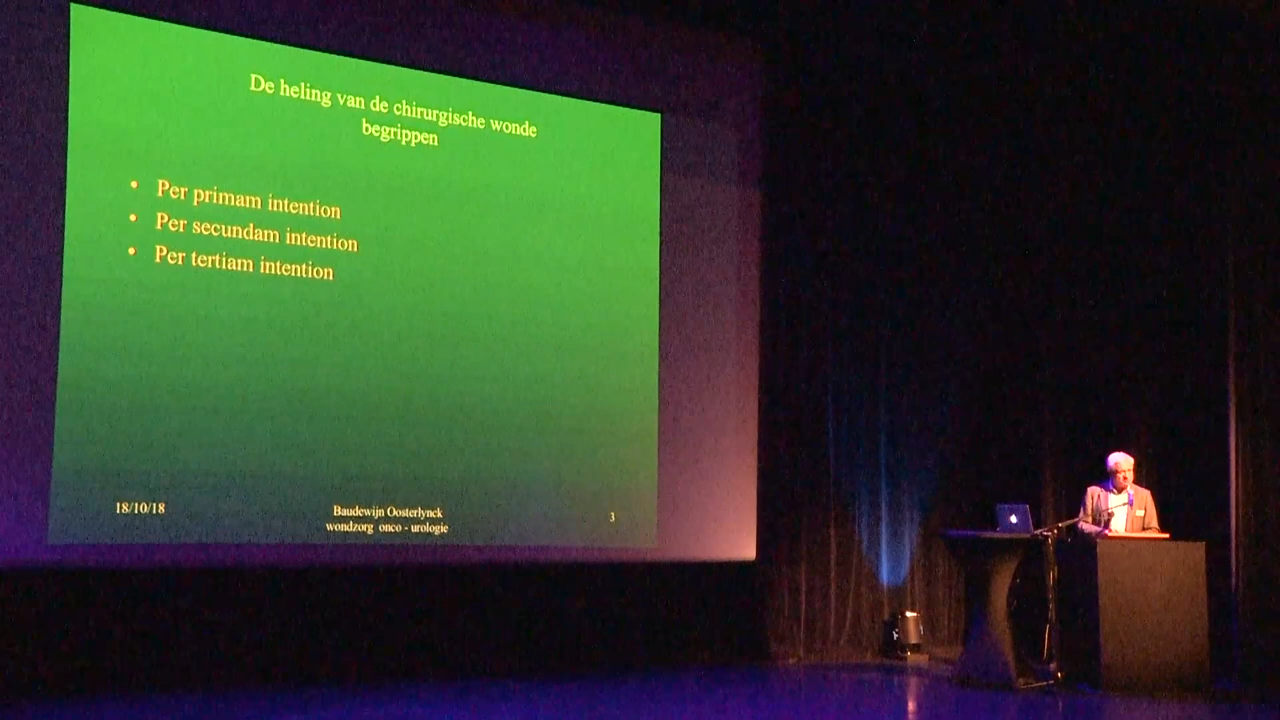 De heling van de chirurgische wonde
begrippen
• Per primam intention
• Per secundam intention
• Per tertiam intention
18/10/18
Baudewijn Oosterlynck
wondzorg onco - urologie
3